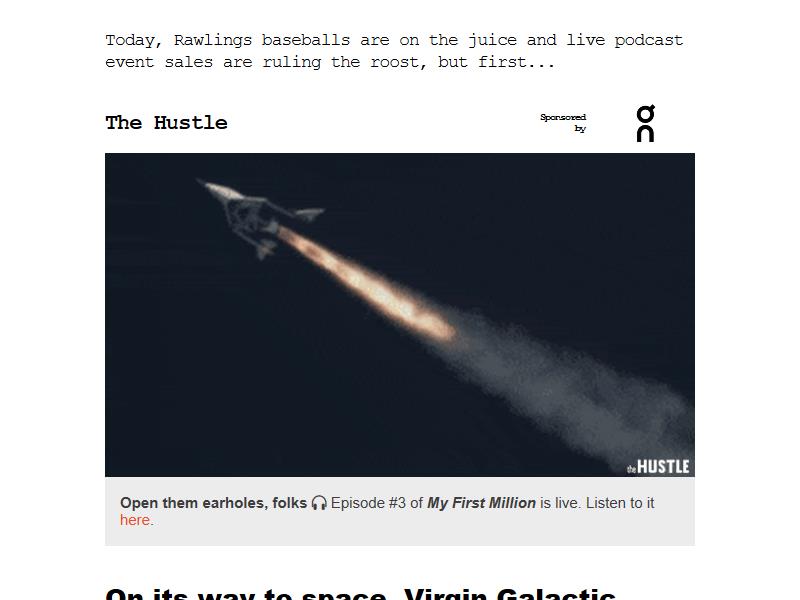 Today, Rawlings baseballs are on the juice and live podcast
event sales are ruling the roost, but first...
The Hustle
Sponsored
by
On
theHUSTLE
Open them earholes, folks 🎧 Episode #3 of My First Million is live. Listen to it
here.
On its way to space, Virgin Galactic